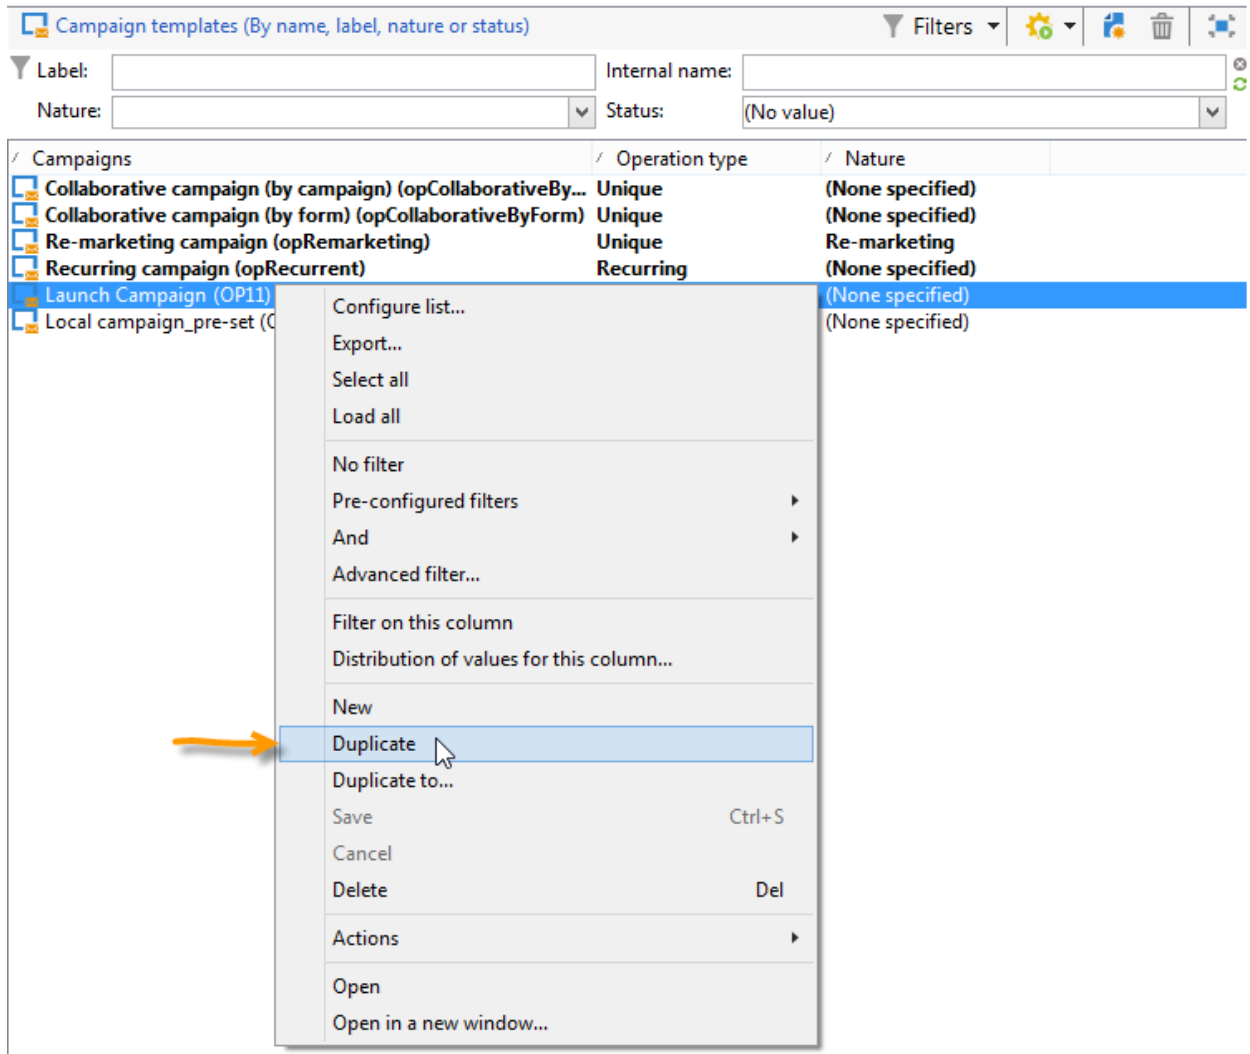 Campaign templates (By name, label, nature or status) Filters
Label: Internal name:
Nature: Status: (No value)
Campaigns Operation type Nature
Collaborative campaign (by campaign) (opCollaborativeBy... Unique (None specified)
Collaborative campaign (by form) (opCollaborativeByForm) Unique (None specified)
Re-marketing campaign (opRemarketing) Unique Re-marketing
Recurring campaign (opRecurrent) Recurring (None specified)
Launch Campaign (OP11) (None specified)
Local campaign_pre-set ( (None specified)
Configure list...
Export...
Select all
Load all
No filter
Pre-configured filters
And
Advanced filter...
Filter on this column
Distribution of values for this column...
New
Duplicate
Duplicate to...
Save Ctrl+S
Cancel
Delete Del
Actions
Open
Open in a new window...